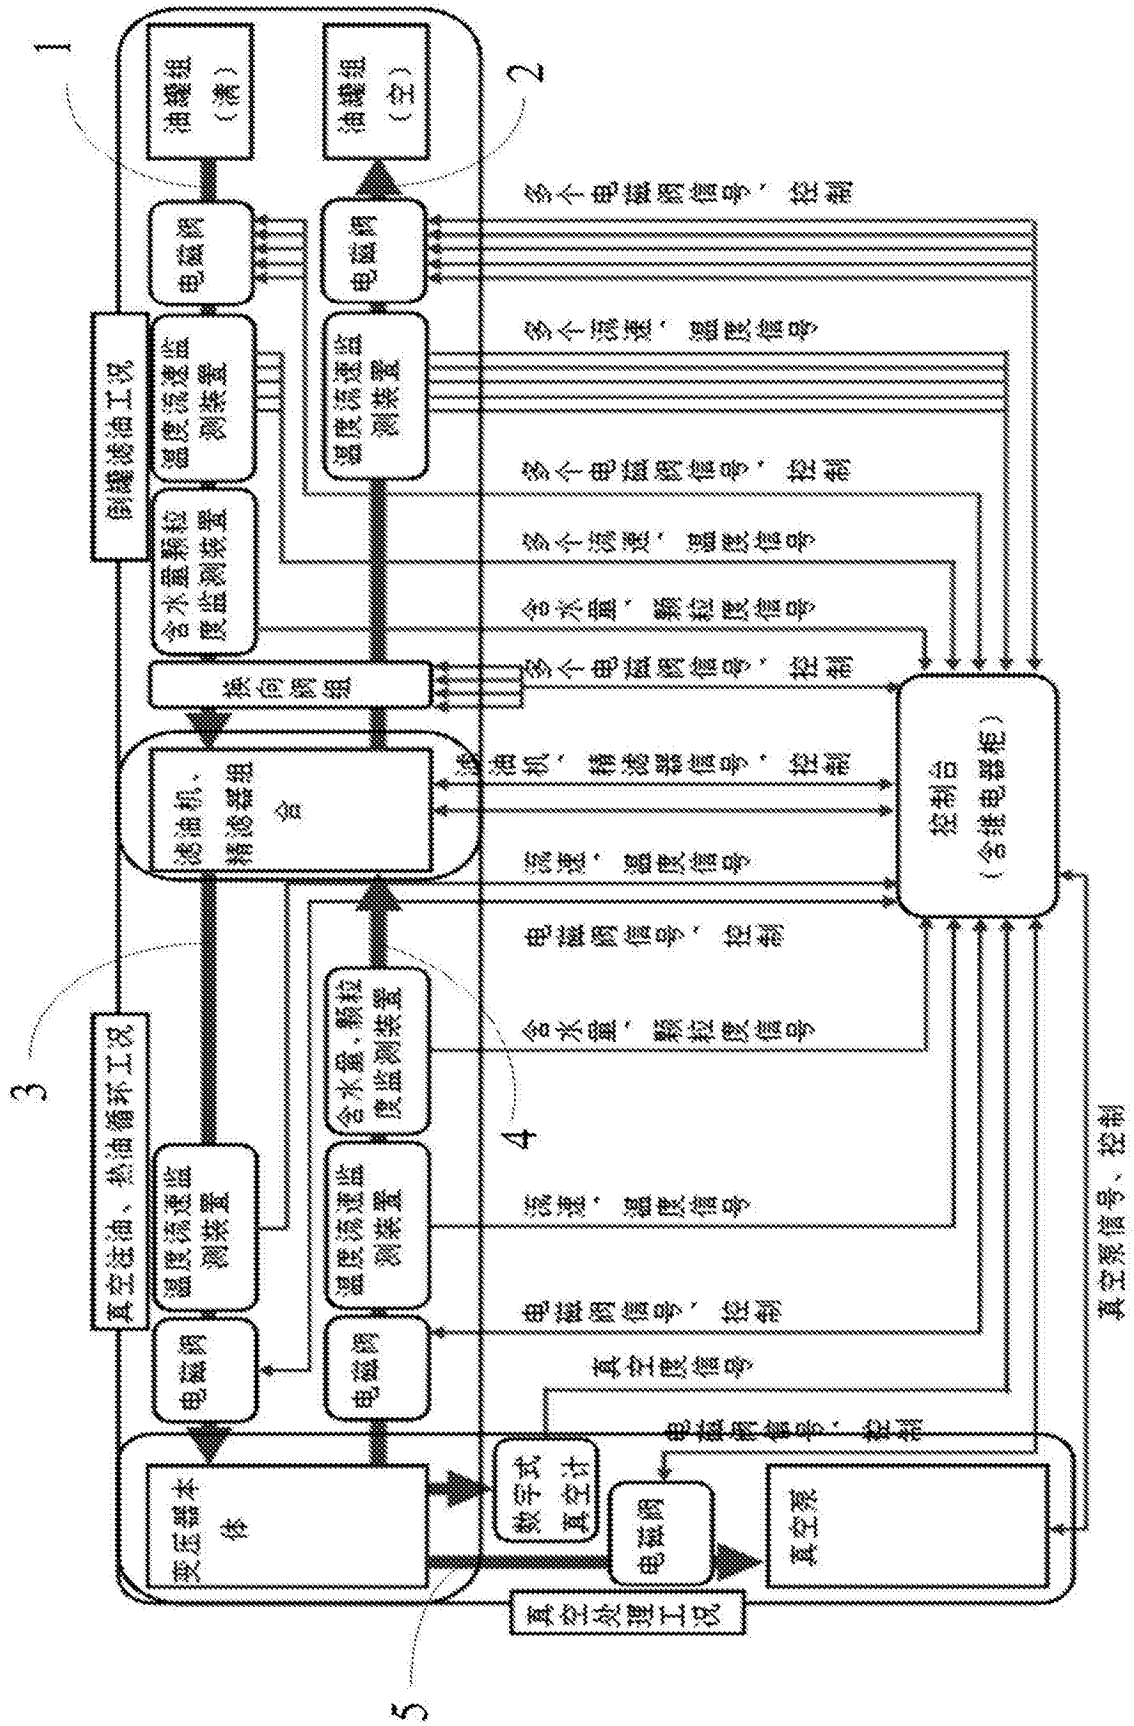 3
1
真空注油、热油循环工况
倒罐滤油工况
变压器本
体
电磁阀
温度流速监
测装置
滤油机、
精滤器组
合
换向阀组
含水量颗粒
度监测装置
温度流速监
测装置
电磁阀
油罐组
（满）
电磁阀
温度流速监
测装置
含水量、颗粒
度监测装置
温度流速监
测装置
电磁阀
油罐组
（空）
5
4
2
真空处理工况
数字式
真空计
电磁阀
真空泵
电磁阀信号、控制
真空度信号
电磁阀信号、控制
流速、温度信号
含水量、颗粒度信号
电磁阀信号、控制
流速、温度信号
滤油机、精滤器信号、控制
多个电磁阀信号、控制
含水量、颗粒度信号
多个流速、温度信号
多个电磁阀信号、控制
多个流速、温度信号
多个电磁阀信号、控制
控制台
（含继电器柜）
真空泵信号、控制